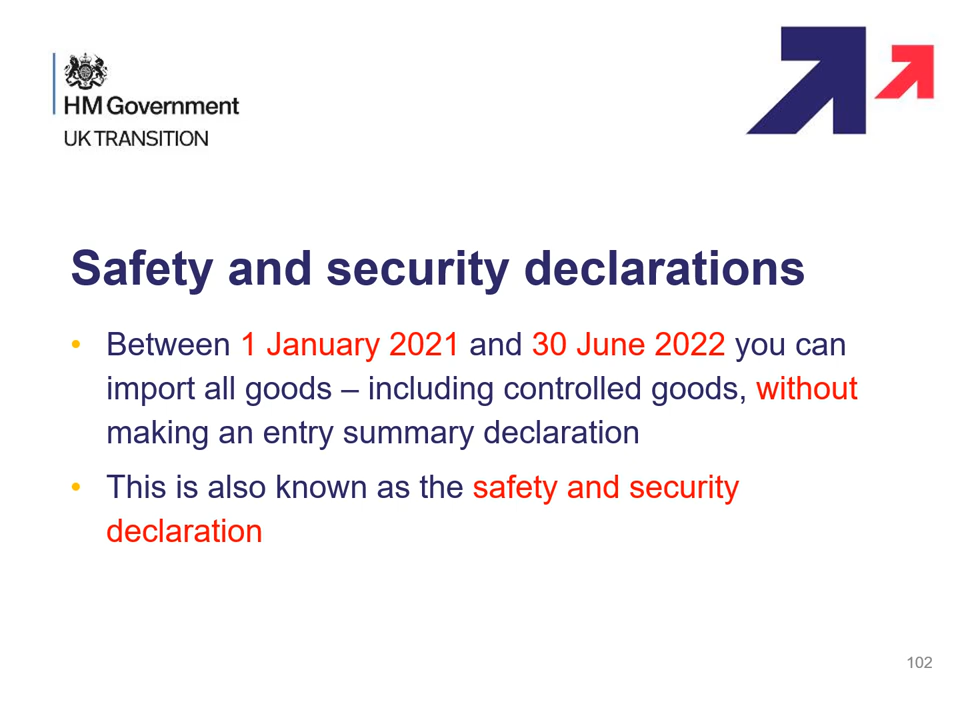 HM Government
UK TRANSITION
Safety and security declarations
• Between 1 January 2021 and 30 June 2022 you can
import all goods – including controlled goods, without
making an entry summary declaration
• This is also known as the safety and security
declaration
102